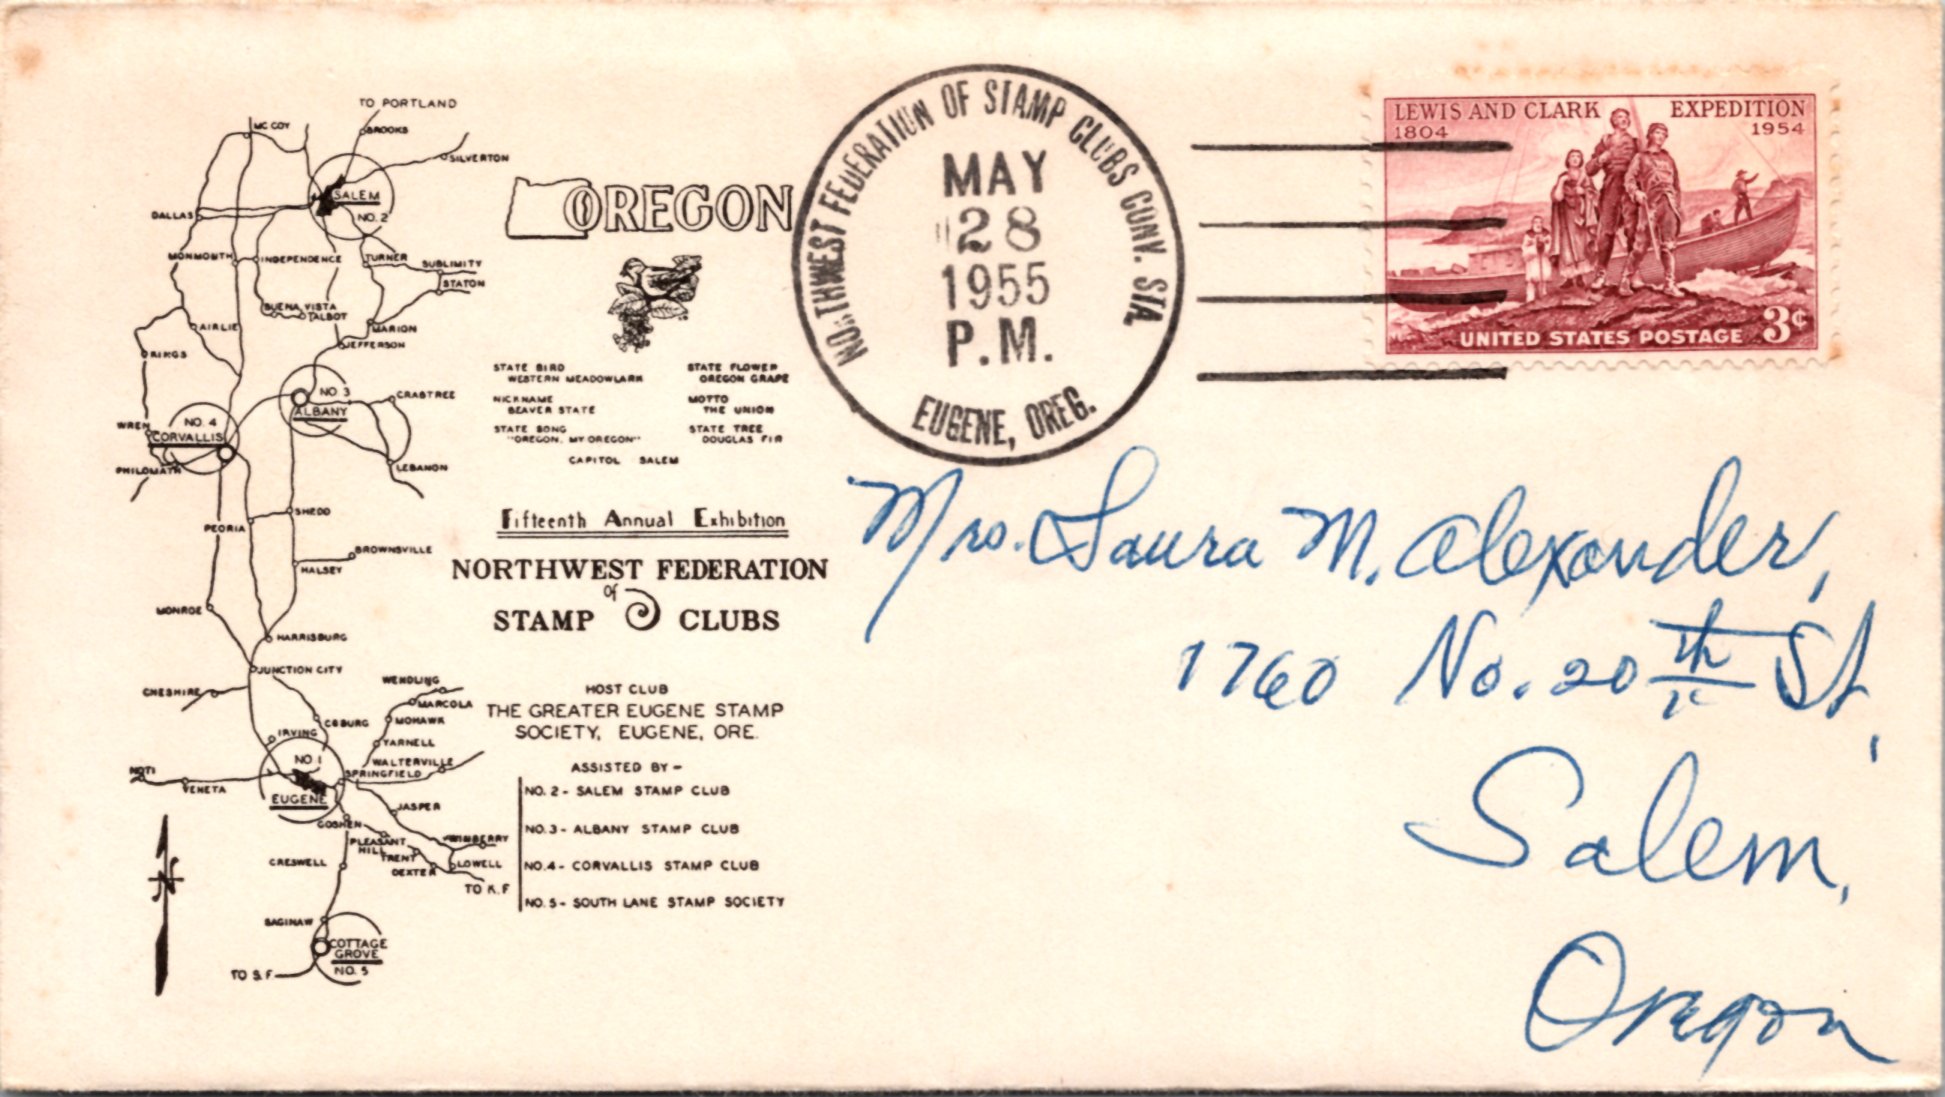 TO PORTLAND
MC COY
BROOKS
SILVERTON
SALEM
NO. 2
DALLAS
MONMOUTH
INDEPENDENCE
TURNER
SUBLIMITY
STATON
BUENA VISTA
TALBOT
AIRLIE
MARION
JEFFERSON
KINGS
NO. 3
ALBANY
CRABTREE
WREN
NO. 4
CORVALLIS
PHILOMATH
LEBANON
PEORIA
SHEDD
BROWNSVILLE
HALSEY
MONROE
HARRISBURG
JUNCTION CITY
CHESHIRE
WENDLING
MARCOLA
COBURG
MOHAWK
IRVING
YARNELL
NO 1
WALTERVILLE
SPRINGFIELD
NOTI
VENETA
EUGENE
JASPER
GOSHEN
PLEASANT
HILL
TRENT
WINBERRY
CRESWELL
DEXTER
LOWELL
TO K. F
SAGINAW
COTTAGE
GROVE
NO. 5
TO S. F.
N
OREGON
STATE BIRD
WESTERN MEADOWLARK
STATE FLOWER
OREGON GRAPE
NICKNAME
BEAVER STATE
MOTTO
THE UNION
STATE SONG
"OREGON, MY OREGON"
STATE TREE
DOUGLAS FIR
CAPITOL SALEM
Fifteenth Annual Exhibition
NORTHWEST FEDERATION
of
STAMP CLUBS
HOST CLUB
THE GREATER EUGENE STAMP
SOCIETY, EUGENE, ORE.
ASSISTED BY -
NO. 2 - SALEM STAMP CLUB
NO. 3 - ALBANY STAMP CLUB
NO. 4 - CORVALLIS STAMP CLUB
NO. 5 - SOUTH LANE STAMP SOCIETY
NORTHWEST FEDERATION OF STAMP CLUBS CONV. STA.
MAY
28
1955
P.M.
EUGENE, OREG.
LEWIS AND CLARK EXPEDITION
1804 1954
UNITED STATES POSTAGE 3¢
Mrs. Laura M. Alexander,
1760 No. 20th St,
Salem,
Oregon